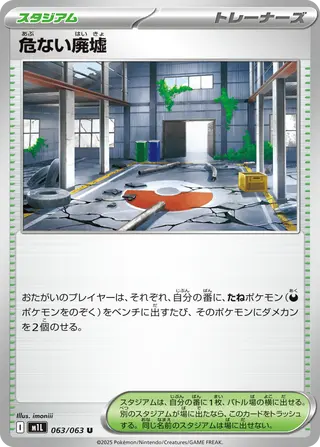 スタジアム
トレーナーズ
危ない廃墟
あぶ はいきょ
おたがいのプレイヤーは、それぞれ、自分の番に、たねポケモン(悪
ポケモンをのぞく)をベンチに出すたび、そのポケモンにダメカン
を2個のせる。
Illus. imoniii
I m1L 063/063 U
スタジアムは、自分の番に1枚、バトル場の横に出せる。
別のスタジアムが場に出たなら、このカードをトラッシュ
する。同じ名前のスタジアムは場に出せない。
©2025 Pokémon/Nintendo/Creatures/GAME FREAK.